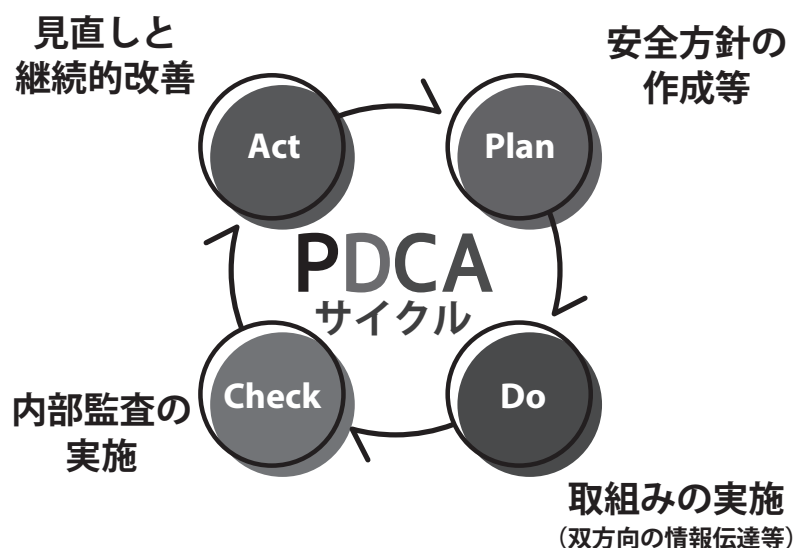 見直しと
継続的改善
安全方針の
作成等
Act
Plan
PDCA
サイクル
Check
Do
内部監査の
実施
取組みの実施
（双方向の情報伝達等）